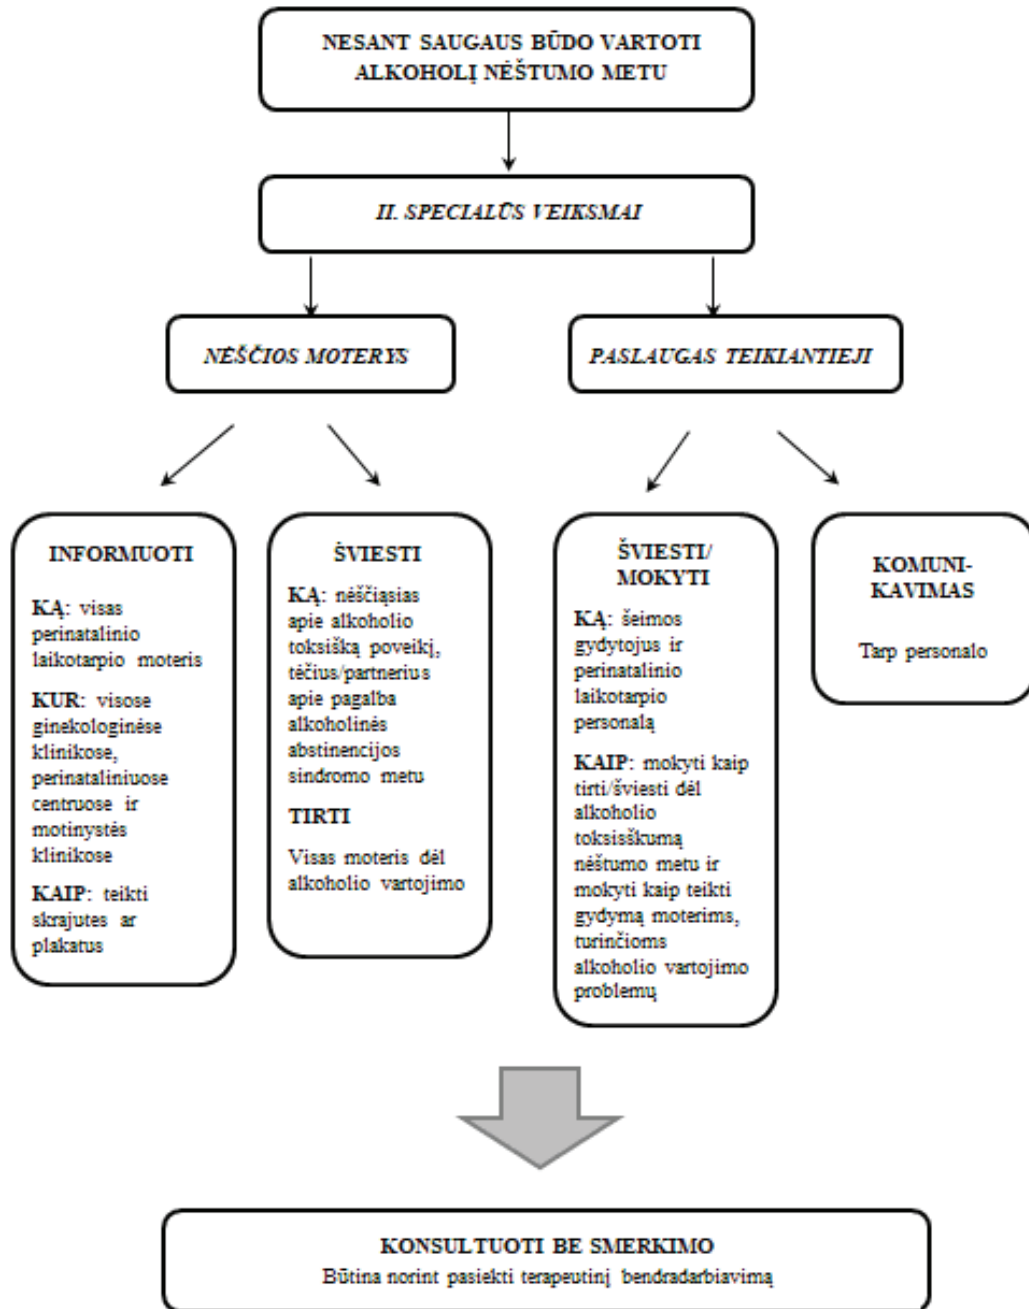 NESANT SAUGAUS BŪDO VARTOTI
ALKOHOLĮ NĖŠTUMO METU
II. SPECIALŪS VEIKSMAI
NĖŠČIOS MOTERYS
PASLAUGAS TEIKIANTIEJI
INFORMUOTI
KĄ: visas
perinatalinio
laikotarpio moteris
KUR: visose
ginekologinėse
klinikose,
perinataliniuose
centruose ir
motinystės
klinikose
KAIP: teikti
skrajutes ar
plakatus
ŠVIESTI
KĄ: nėščiąsias
apie alkoholio
toksišką poveikį,
tėčius/partnerius
apie pagalba
alkoholinės
abstinencijos
sindromo metu
TIRTI
Visas moteris dėl
alkoholio vartojimo
ŠVIESTI/
MOKYTI
KĄ: šeimos
gydytojus ir
perinatalinio
laikotarpio
personalą
KAIP: mokyti kaip
tirti/šviesti dėl
alkoholio
toksisškumą
nėštumo metu ir
mokyti kaip teikti
gydymą moterims,
turinčioms
alkoholio vartojimo
problemų
KOMUNI-
KAVIMAS
Tarp personalo
KONSULTUOTI BE SMERKIMO
Būtina norint pasiekti terapeutinį bendradarbiavimą